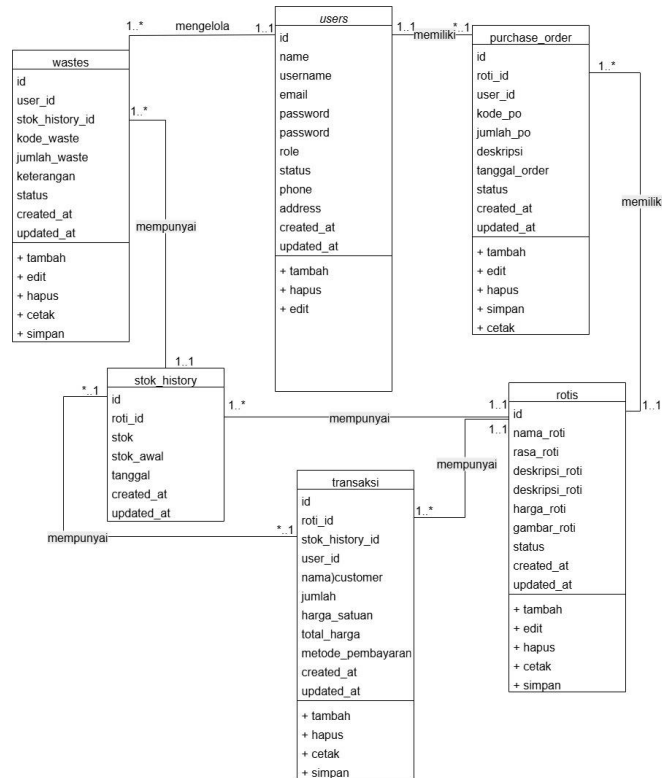 1..*
mengelola
1..1
wastes
id
user_id
stok_history_id
kode_waste
jumlah_waste
keterangan
status
created_at
updated_at
+ tambah
+ edit
+ hapus
+ cetak
+ simpan
users
id
name
username
email
password
password
role
status
phone
address
created_at
updated_at
+ tambah
+ hapus
+ edit
1..1
memiliki
*..1
purchase_order
id
roti_id
user_id
kode_po
jumlah_po
deskripsi
tanggal_order
status
created_at
updated_at
+ tambah
+ edit
+ hapus
+ simpan
+ cetak
1..*
memilik
1..1
1..*
mempunyai
1..1
stok_history
id
roti_id
stok
stok_awal
tanggal
created_at
updated_at
1..*
mempunyai
1..1
*..1
mempunyai
*..1
transaksi
id
roti_id
stok_history_id
user_id
nama)customer
jumlah
harga_satuan
total_harga
metode_pembayaran
created_at
updated_at
+ tambah
+ hapus
+ cetak
+ simpan
1..1
mempunyai
1..*
rotis
id
nama_roti
rasa_roti
deskripsi_roti
deskripsi_roti
harga_roti
gambar_roti
status
created_at
updated_at
+ tambah
+ edit
+ hapus
+ cetak
+ simpan